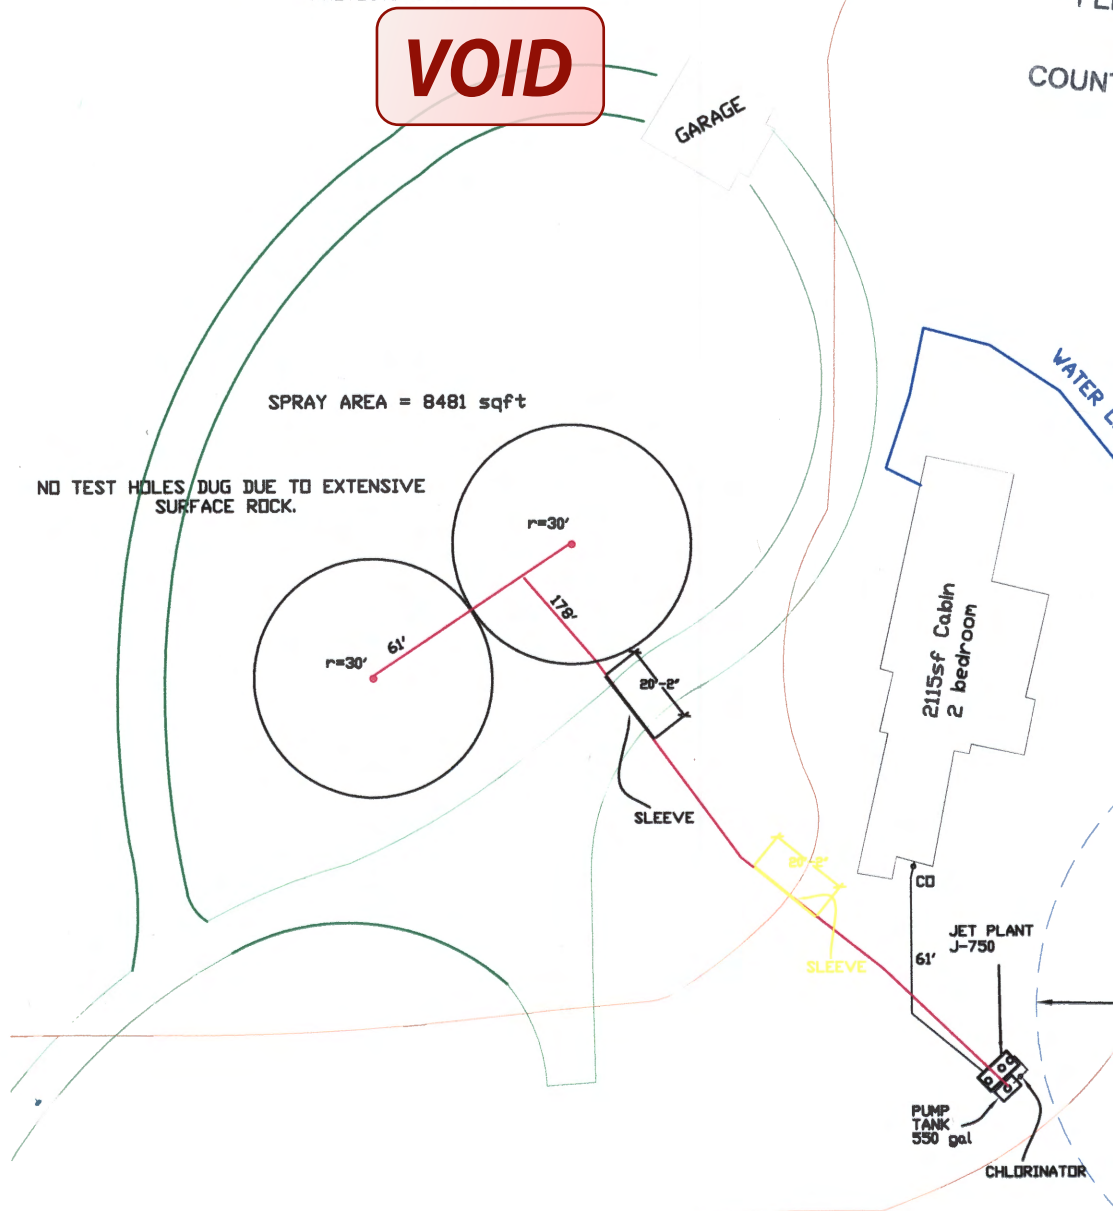 VOID
COUNT
GARAGE
WATER L
SPRAY AREA = 8481 sqft
NO TEST HOLES DUG DUE TO EXTENSIVE
SURFACE ROCK.
r=30'
178'
61'
r=30'
20'-2"
2115sf Cabin
2 bedroom
SLEEVE
20'-2"
CO
JET PLANT
J-750
61'
SLEEVE
PUMP
TANK
550 gal
CHLORINATOR